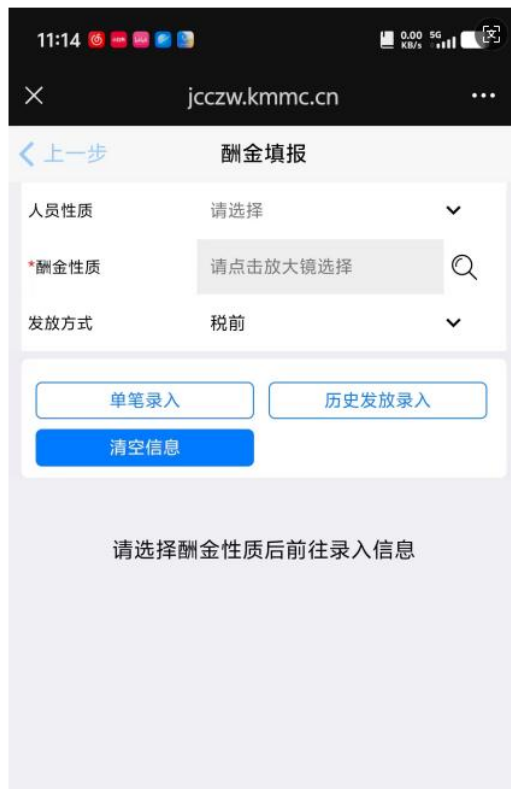 11:14
0.00 KB/s 5G
jcczw.kmmc.cn
上一步 酬金填报
人员性质 请选择
*酬金性质 请点击放大镜选择
发放方式 税前
单笔录入 历史发放录入
清空信息
请选择酬金性质后前往录入信息